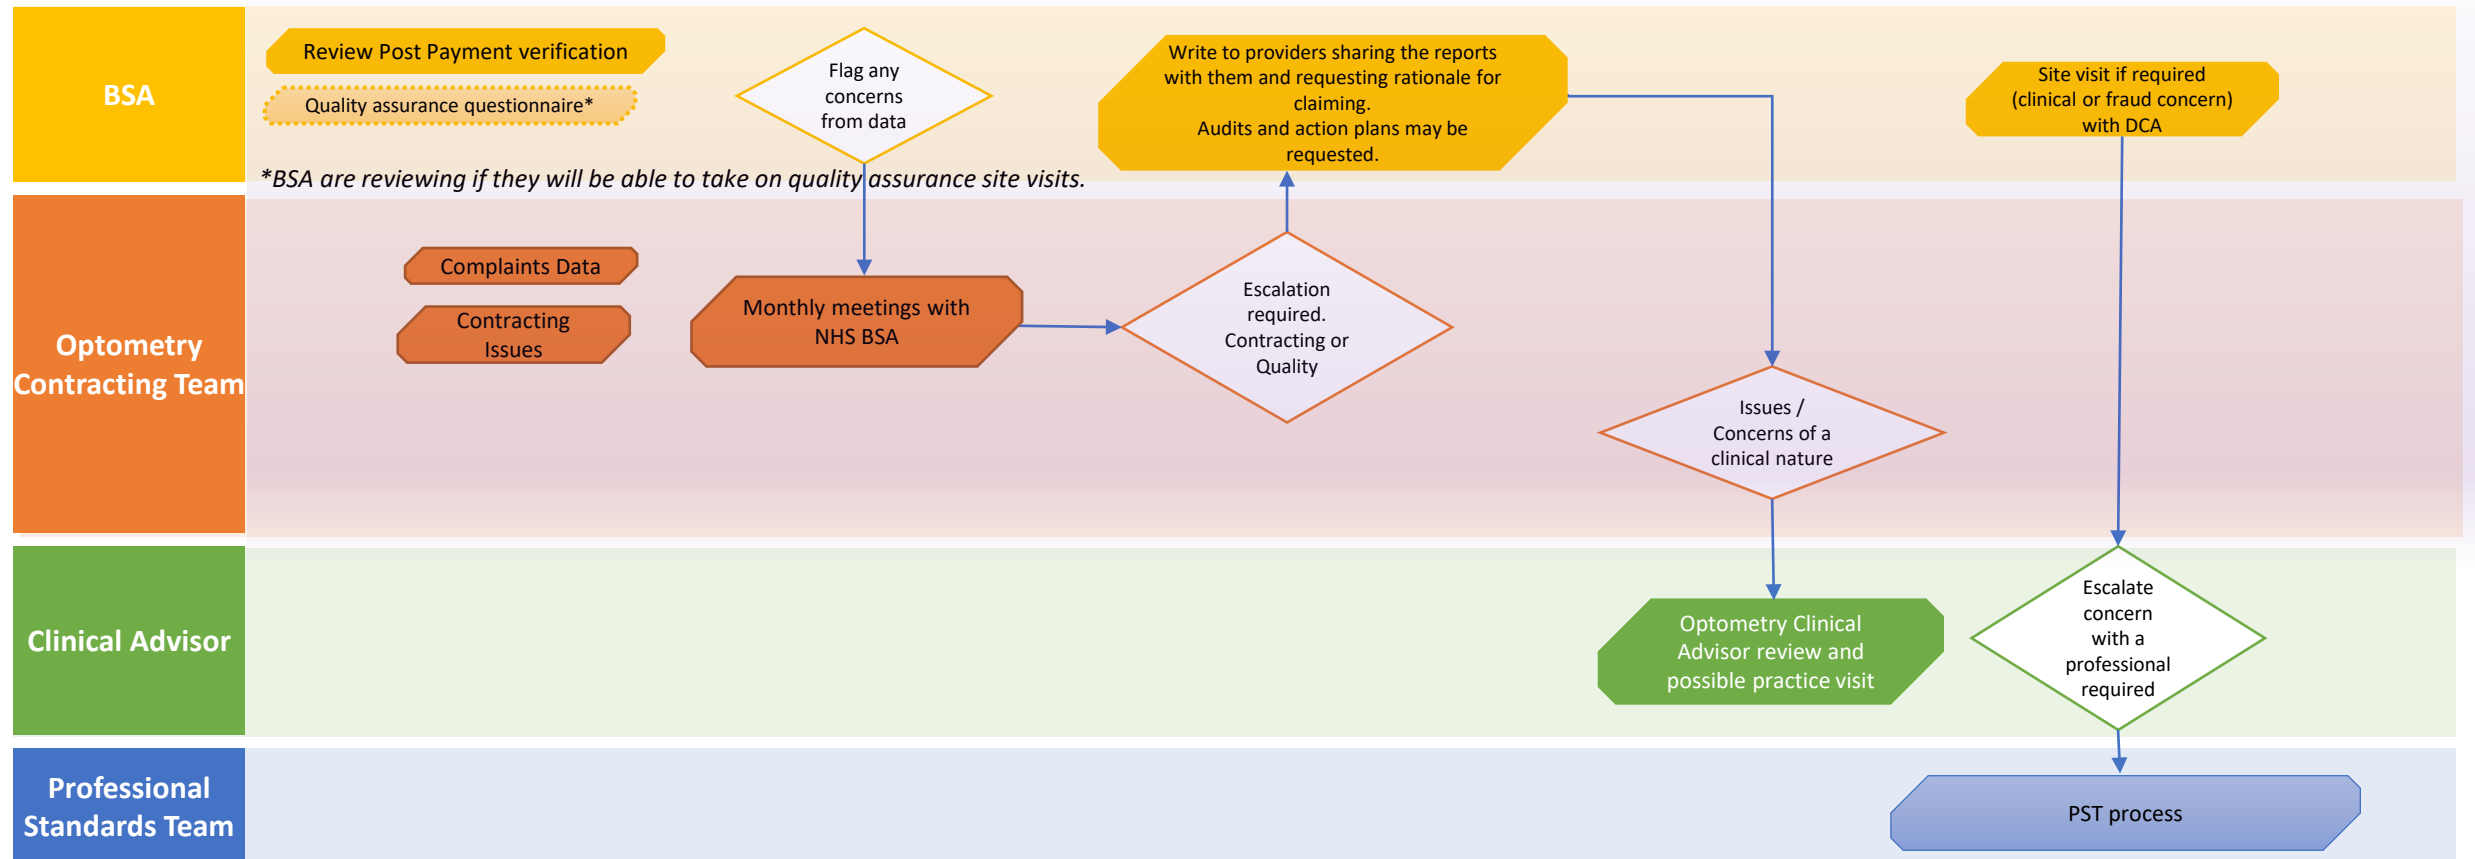 BSA
Review Post Payment verification
Quality assurance questionnaire*
Flag any
concerns
from data
Write to providers sharing the reports
with them and requesting rationale for
claiming.
Audits and action plans may be
requested.
Site visit if required
(clinical or fraud concern)
with DCA
*BSA are reviewing if they will be able to take on quality assurance site visits.
Optometry
Contracting Team
Complaints Data
Contracting
Issues
Monthly meetings with
NHS BSA
Escalation
required.
Contracting or
Quality
Issues /
Concerns of a
clinical nature
Clinical Advisor
Optometry Clinical
Advisor review and
possible practice visit
Escalate
concern
with a
professional
required
Professional
Standards Team
PST process